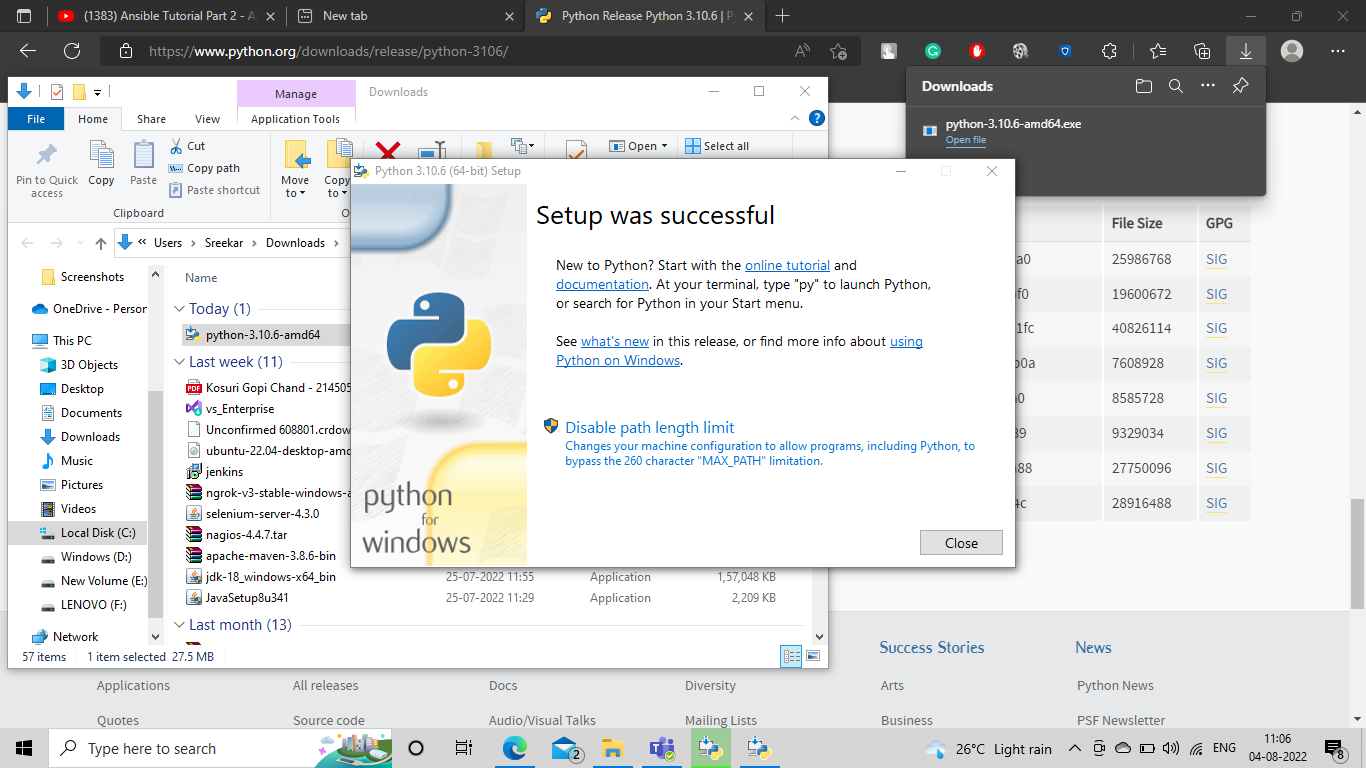 (1383) Ansible Tutorial Part 2 - A
New tab
Python Release Python 3.10.6 | P
https://www.python.org/downloads/release/python-3106/
Downloads
python-3.10.6-amd64.exe
Open file
Manage
Downloads
File
Home
Share
View
Application Tools
Pin to Quick access
Copy
Paste
Cut
Copy path
Paste shortcut
Move to
Copy to
Open
Select all
Clipboard
« Users › Sreekar › Downloads ›
Screenshots
OneDrive - Person
This PC
3D Objects
Desktop
Documents
Downloads
Music
Pictures
Videos
Local Disk (C:)
Windows (D:)
New Volume (E:)
LENOVO (F:)
Network
Name
Today (1)
python-3.10.6-amd64
Last week (11)
Kosuri Gopi Chand - 214505
vs_Enterprise
Unconfirmed 608801.crdow
ubuntu-22.04-desktop-amd
jenkins
ngrok-v3-stable-windows-a
selenium-server-4.3.0
nagios-4.4.7.tar
apache-maven-3.8.6-bin
jdk-18_windows-x64_bin 25-07-2022 11:55 Application 1,57,048 KB
JavaSetup8u341 25-07-2022 11:29 Application 2,209 KB
Last month (13)
57 items 1 item selected 27.5 MB
Python 3.10.6 (64-bit) Setup
Setup was successful
New to Python? Start with the online tutorial and
documentation. At your terminal, type "py" to launch Python,
or search for Python in your Start menu.
See what's new in this release, or find more info about using
Python on Windows.
Disable path length limit
Changes your machine configuration to allow programs, including Python, to
bypass the 260 character "MAX_PATH" limitation.
python
for
windows
Close
File Size GPG
25986768 SIG
19600672 SIG
40826114 SIG
7608928 SIG
8585728 SIG
9329034 SIG
27750096 SIG
28916488 SIG
Success Stories News
Applications All releases Docs Diversity Arts Python News
Quotes Source code Audio/Visual Talks Mailing Lists Business PSF Newsletter
Type here to search
2
26°C Light rain
ENG
11:06
04-08-2022
8